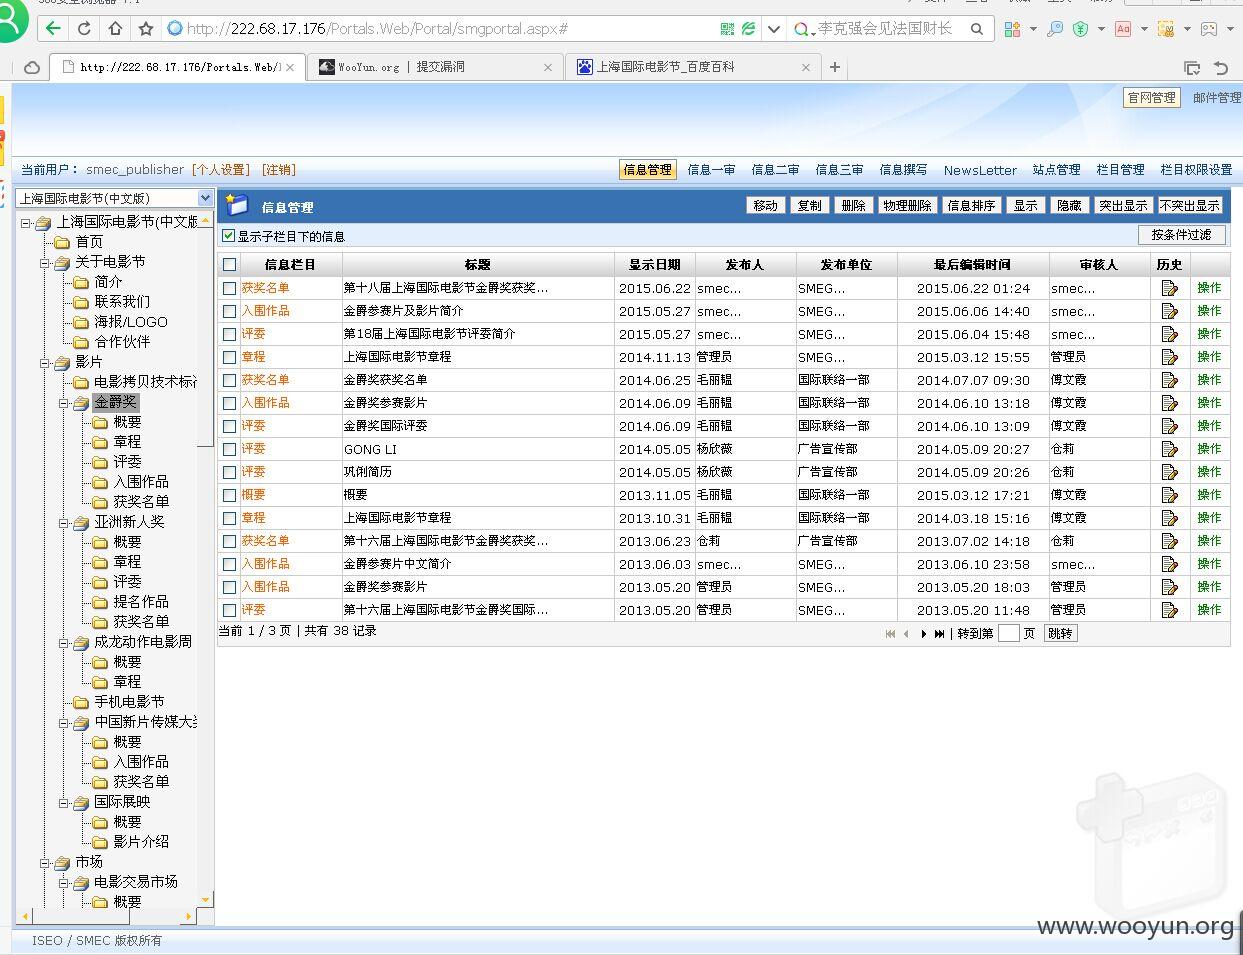 http://222.68.17.176/Portals.Web/Portal/smgportal.aspx#
李克强会见法国财长
http://222.68.17.176/Portals.Web/
WooYun.org | 提交漏洞
上海国际电影节_百度百科
官网管理 邮件管理
当前用户： smec_publisher [个人设置] [注销]
信息管理 信息一审 信息二审 信息三审 信息撰写 NewsLetter 站点管理 栏目管理 栏目权限设置
上海国际电影节(中文版)
上海国际电影节(中文版
首页
关于电影节
简介
联系我们
海报/LOGO
合作伙伴
影片
电影拷贝技术标准
金爵奖
概要
章程
评委
入围作品
获奖名单
亚洲新人奖
概要
章程
评委
提名作品
获奖名单
成龙动作电影周
概要
章程
手机电影节
中国新片传媒大奖
概要
入围作品
获奖名单
国际展映
概要
影片介绍
市场
电影交易市场
概要
信息管理
移动 复制 删除 物理删除 信息排序 显示 隐藏 突出显示 不突出显示
显示子栏目下的信息 按条件过滤
信息栏目 标题 显示日期 发布人 发布单位 最后编辑时间 审核人 历史
获奖名单 第十八届上海国际电影节金爵奖获奖... 2015.06.22 smec... SMEG... 2015.06.22 01:24 smec... 操作
入围作品 金爵参赛片及影片简介 2015.05.27 smec... SMEG... 2015.06.06 14:40 smec... 操作
评委 第18届上海国际电影节评委简介 2015.05.27 smec... SMEG... 2015.06.04 15:48 smec... 操作
章程 上海国际电影节章程 2014.11.13 管理员 SMEG... 2015.03.12 15:55 管理员 操作
获奖名单 金爵奖获奖名单 2014.06.25 毛丽韫 国际联络一部 2014.07.07 09:30 傅文霞 操作
入围作品 金爵奖参赛影片 2014.06.09 毛丽韫 国际联络一部 2014.06.10 13:18 傅文霞 操作
评委 金爵奖国际评委 2014.06.09 毛丽韫 国际联络一部 2014.06.10 13:09 傅文霞 操作
评委 GONG LI 2014.05.05 杨欣薇 广告宣传部 2014.05.09 20:27 仓莉 操作
评委 巩俐简历 2014.05.05 杨欣薇 广告宣传部 2014.05.09 20:26 仓莉 操作
概要 概要 2013.11.05 毛丽韫 国际联络一部 2015.03.12 17:21 傅文霞 操作
章程 上海国际电影节章程 2013.10.31 毛丽韫 国际联络一部 2014.03.18 15:16 傅文霞 操作
获奖名单 第十六届上海国际电影节金爵奖获奖... 2013.06.23 仓莉 广告宣传部 2013.07.02 14:18 仓莉 操作
入围作品 金爵参赛片中文简介 2013.06.03 smec... SMEG... 2013.06.10 23:58 smec... 操作
入围作品 金爵奖参赛影片 2013.05.20 管理员 SMEG... 2013.05.20 18:03 管理员 操作
评委 第十六届上海国际电影节金爵奖国际... 2013.05.20 管理员 SMEG... 2013.05.20 11:48 管理员 操作
当前 1 / 3 页 | 共有 38 记录 | 转到第 页 跳转
www.wooyun.org
ISEO / SMEC 版权所有